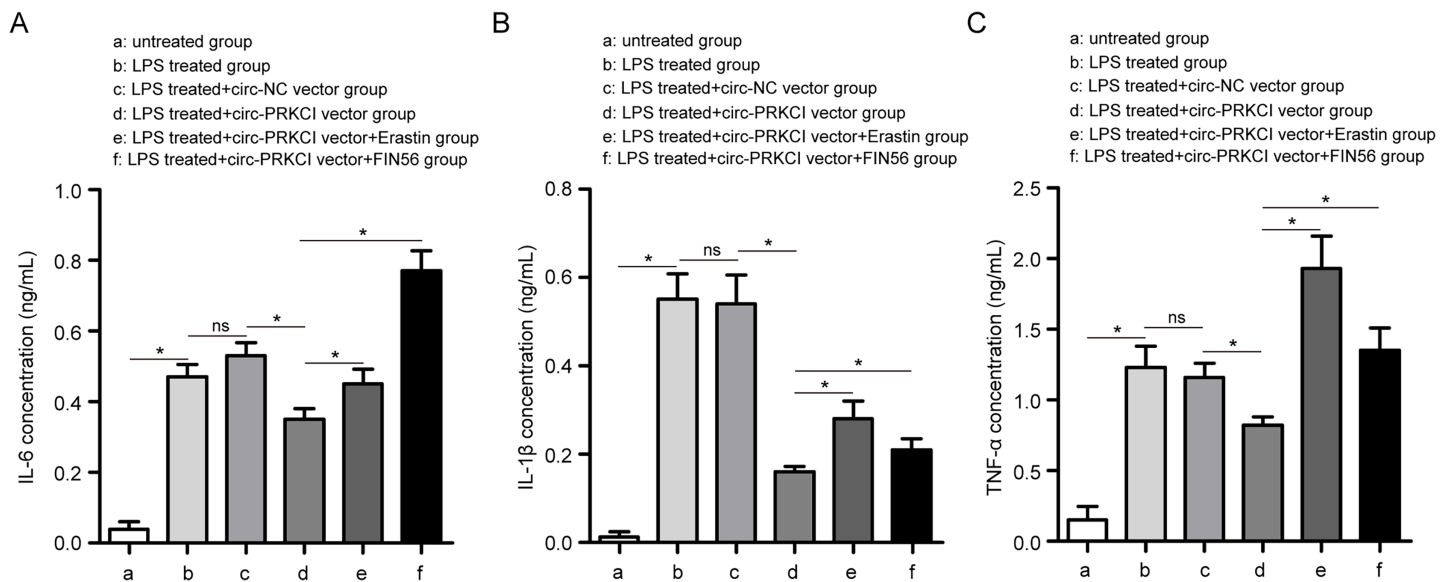 A
a: untreated group
b: LPS treated group
c: LPS treated+circ-NC vector group
d: LPS treated+circ-PRKCI vector group
e: LPS treated+circ-PRKCI vector+Erastin group
f: LPS treated+circ-PRKCI vector+FIN56 group
IL-6 concentration (ng/mL)
1.0
0.8
0.6
0.4
0.2
0.0
*
ns
*
*
*
a b c d e f
B
a: untreated group
b: LPS treated group
c: LPS treated+circ-NC vector group
d: LPS treated+circ-PRKCI vector group
e: LPS treated+circ-PRKCI vector+Erastin group
f: LPS treated+circ-PRKCI vector+FIN56 group
IL-1β concentration (ng/mL)
0.8
0.6
0.4
0.2
0.0
*
ns
*
*
*
a b c d e f
C
a: untreated group
b: LPS treated group
c: LPS treated+circ-NC vector group
d: LPS treated+circ-PRKCI vector group
e: LPS treated+circ-PRKCI vector+Erastin group
f: LPS treated+circ-PRKCI vector+FIN56 group
TNF-α concentration (ng/mL)
2.5
2.0
1.5
1.0
0.5
0.0
*
ns
*
*
*
a b c d e f